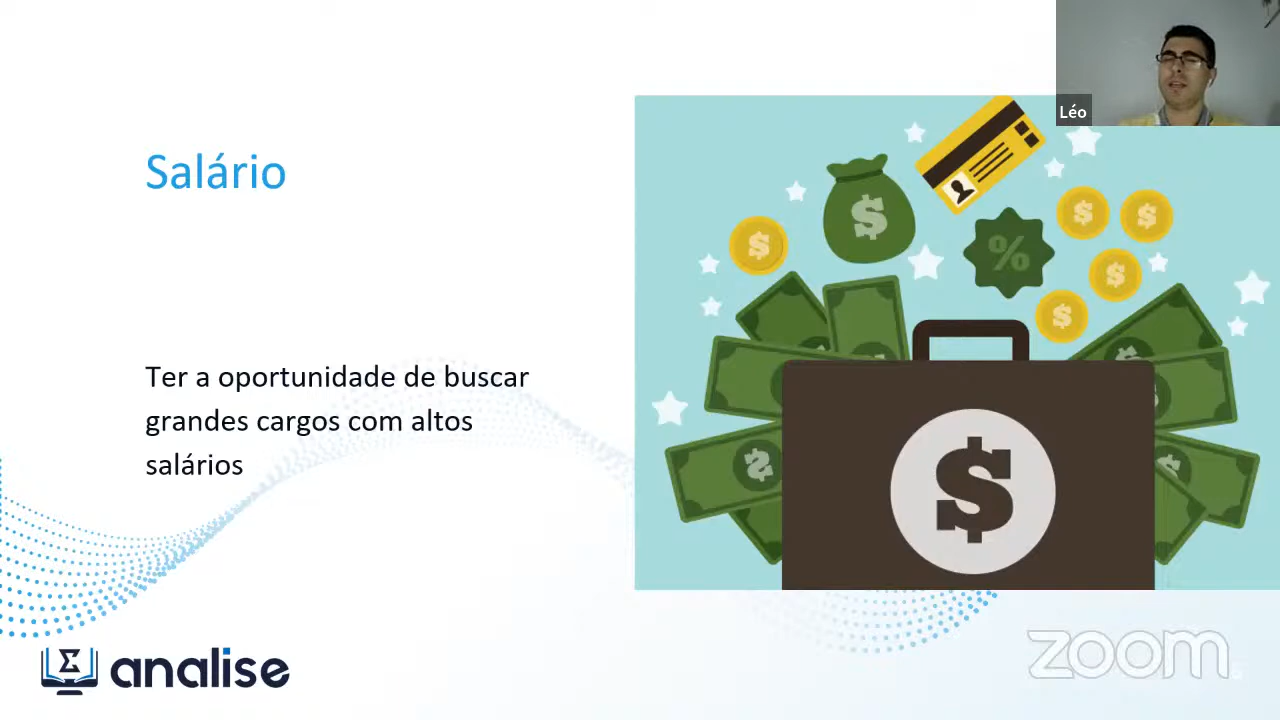 Léo
Salário
$
$
$
$
%
$
$
Ter a oportunidade de buscar
grandes cargos com altos
salários
$
analise
zoom